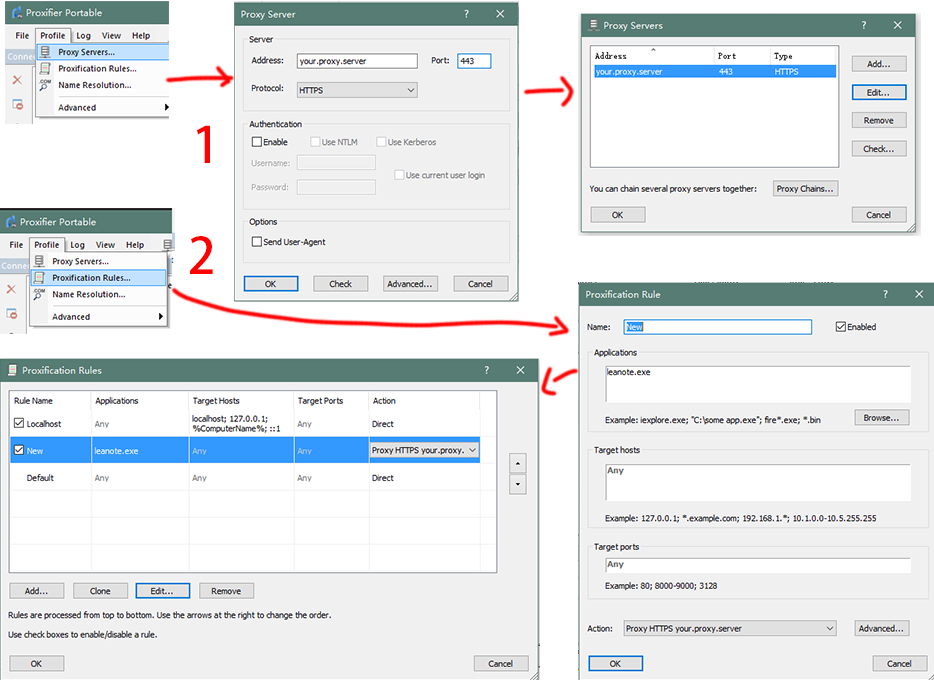 Proxifier Portable
File Profile Log View Help
Proxy Servers...
Proxification Rules...
Name Resolution...
Advanced
Conne
1
Proxy Server
Server
Address: your.proxy.server Port: 443
Protocol: HTTPS
Authentication
Enable Use NTLM Use Kerberos
Username:
Use current user login
Password:
Options
Send User-Agent
OK Check Advanced... Cancel
Proxy Servers
Address Port Type
your.proxy.server 443 HTTPS
Add...
Edit...
Remove
Check...
You can chain several proxy servers together: Proxy Chains...
OK Cancel
2
Proxifier Portable
File Profile Log View Help
Proxy Servers...
Proxification Rules...
Name Resolution...
Advanced
Conne
Proxification Rule
Name: New Enabled
Applications
leanote.exe
Example: iexplore.exe; "C:\some app.exe"; fire*.exe; *.bin Browse...
Target hosts
Any
Example: 127.0.0.1; *.example.com; 192.168.1.*; 10.1.0.0-10.5.255.255
Target ports
Any
Example: 80; 8000-9000; 3128
Action: Proxy HTTPS your.proxy.server Advanced...
OK Cancel
Proxification Rules
Rule Name Applications Target Hosts Target Ports Action
Localhost Any localhost; 127.0.0.1; Any Direct
%ComputerName%; ::1
New leanote.exe Any Any Proxy HTTPS your.proxy.
Default Any Any Any Direct
Add... Clone Edit... Remove
Rules are processed from top to bottom. Use the arrows at the right to change the order.
Use check boxes to enable/disable a rule.
OK Cancel